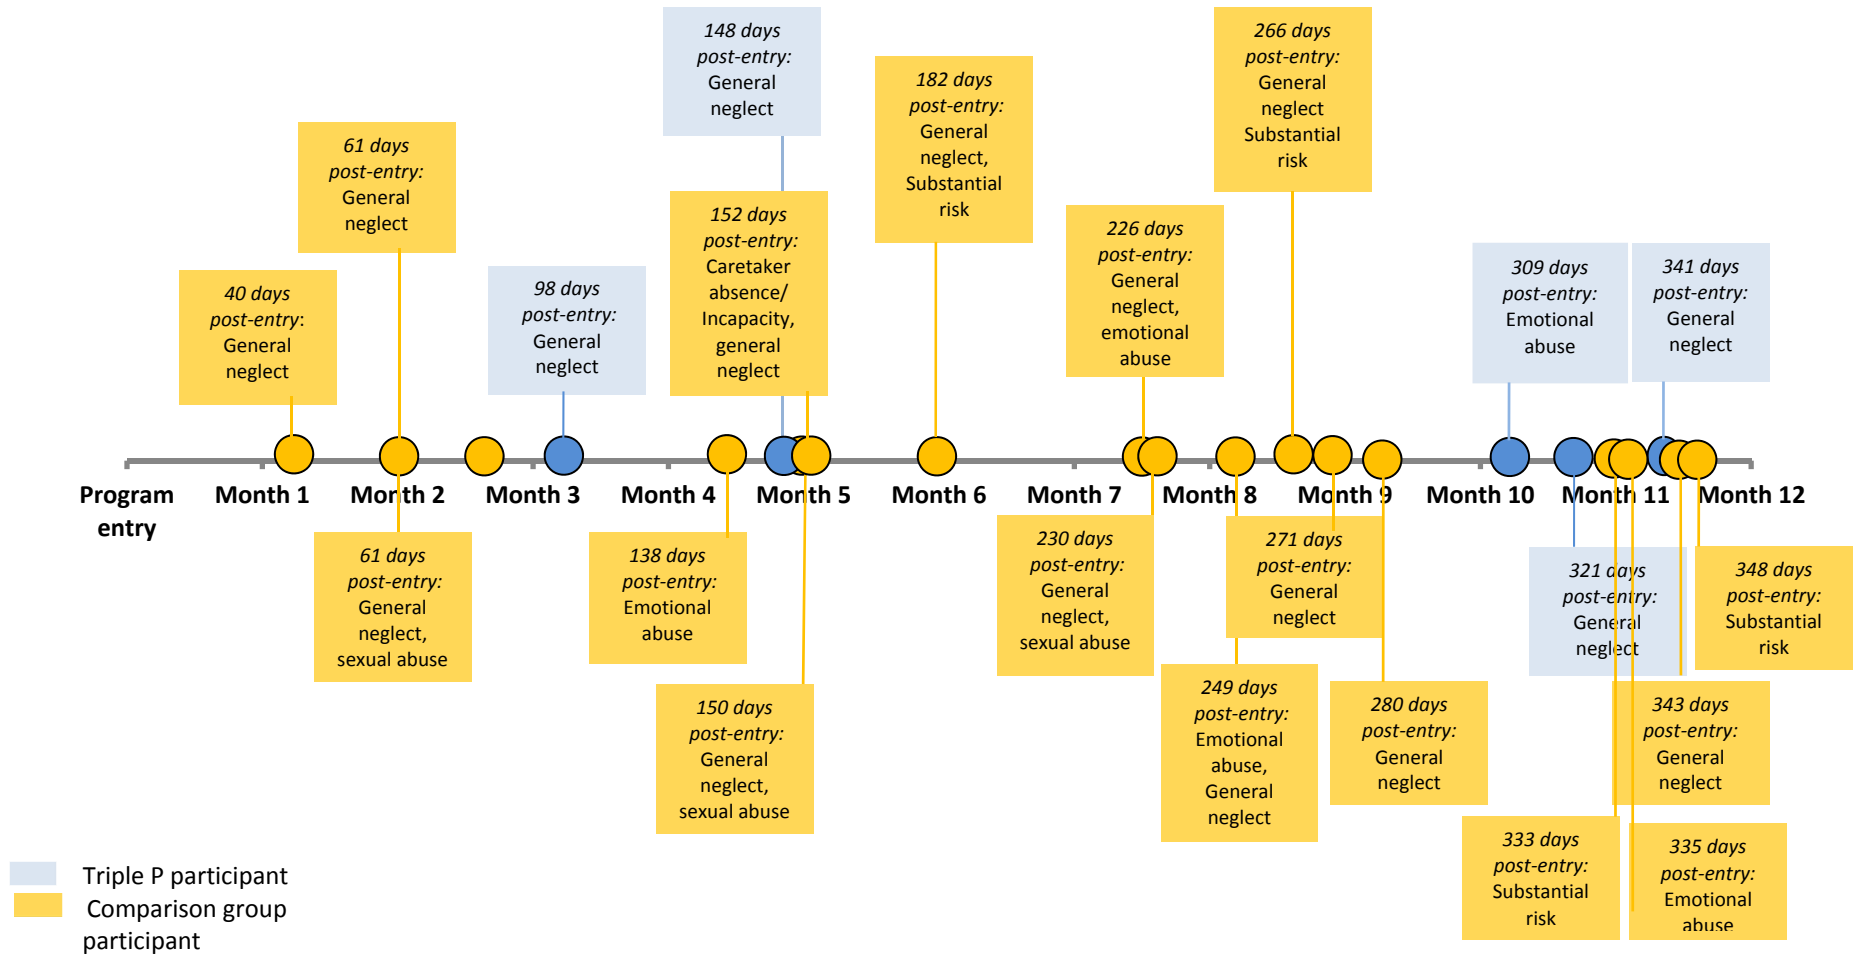 148 days
post-entry:
General
neglect
266 days
post-entry:
General
neglect
Substantial
risk
182 days
post-entry:
General
neglect,
Substantial
risk
61 days
post-entry:
General
neglect
152 days
post-entry:
Caretaker
absence/
Incapacity,
general
neglect
226 days
post-entry:
General
neglect,
emotional
abuse
309 days
post-entry:
Emotional
abuse
341 days
post-entry:
General
neglect
40 days
post-entry:
General
neglect
98 days
post-entry:
General
neglect
Program
entry
Month 1
Month 2
Month 3
Month 4
Month 5
Month 6
Month 7
Month 8
Month 9
Month 10
Month 11
Month 12
61 days
post-entry:
General
neglect,
sexual abuse
138 days
post-entry:
Emotional
abuse
150 days
post-entry:
General
neglect,
sexual abuse
230 days
post-entry:
General
neglect,
sexual abuse
271 days
post-entry:
General
neglect
249 days
post-entry:
Emotional
abuse,
General
neglect
280 days
post-entry:
General
neglect
321 days
post-entry:
General
neglect
348 days
post-entry:
Substantial
risk
343 days
post-entry:
General
neglect
333 days
post-entry:
Substantial
risk
335 days
post-entry:
Emotional
abuse
Triple P participant
Comparison group
participant